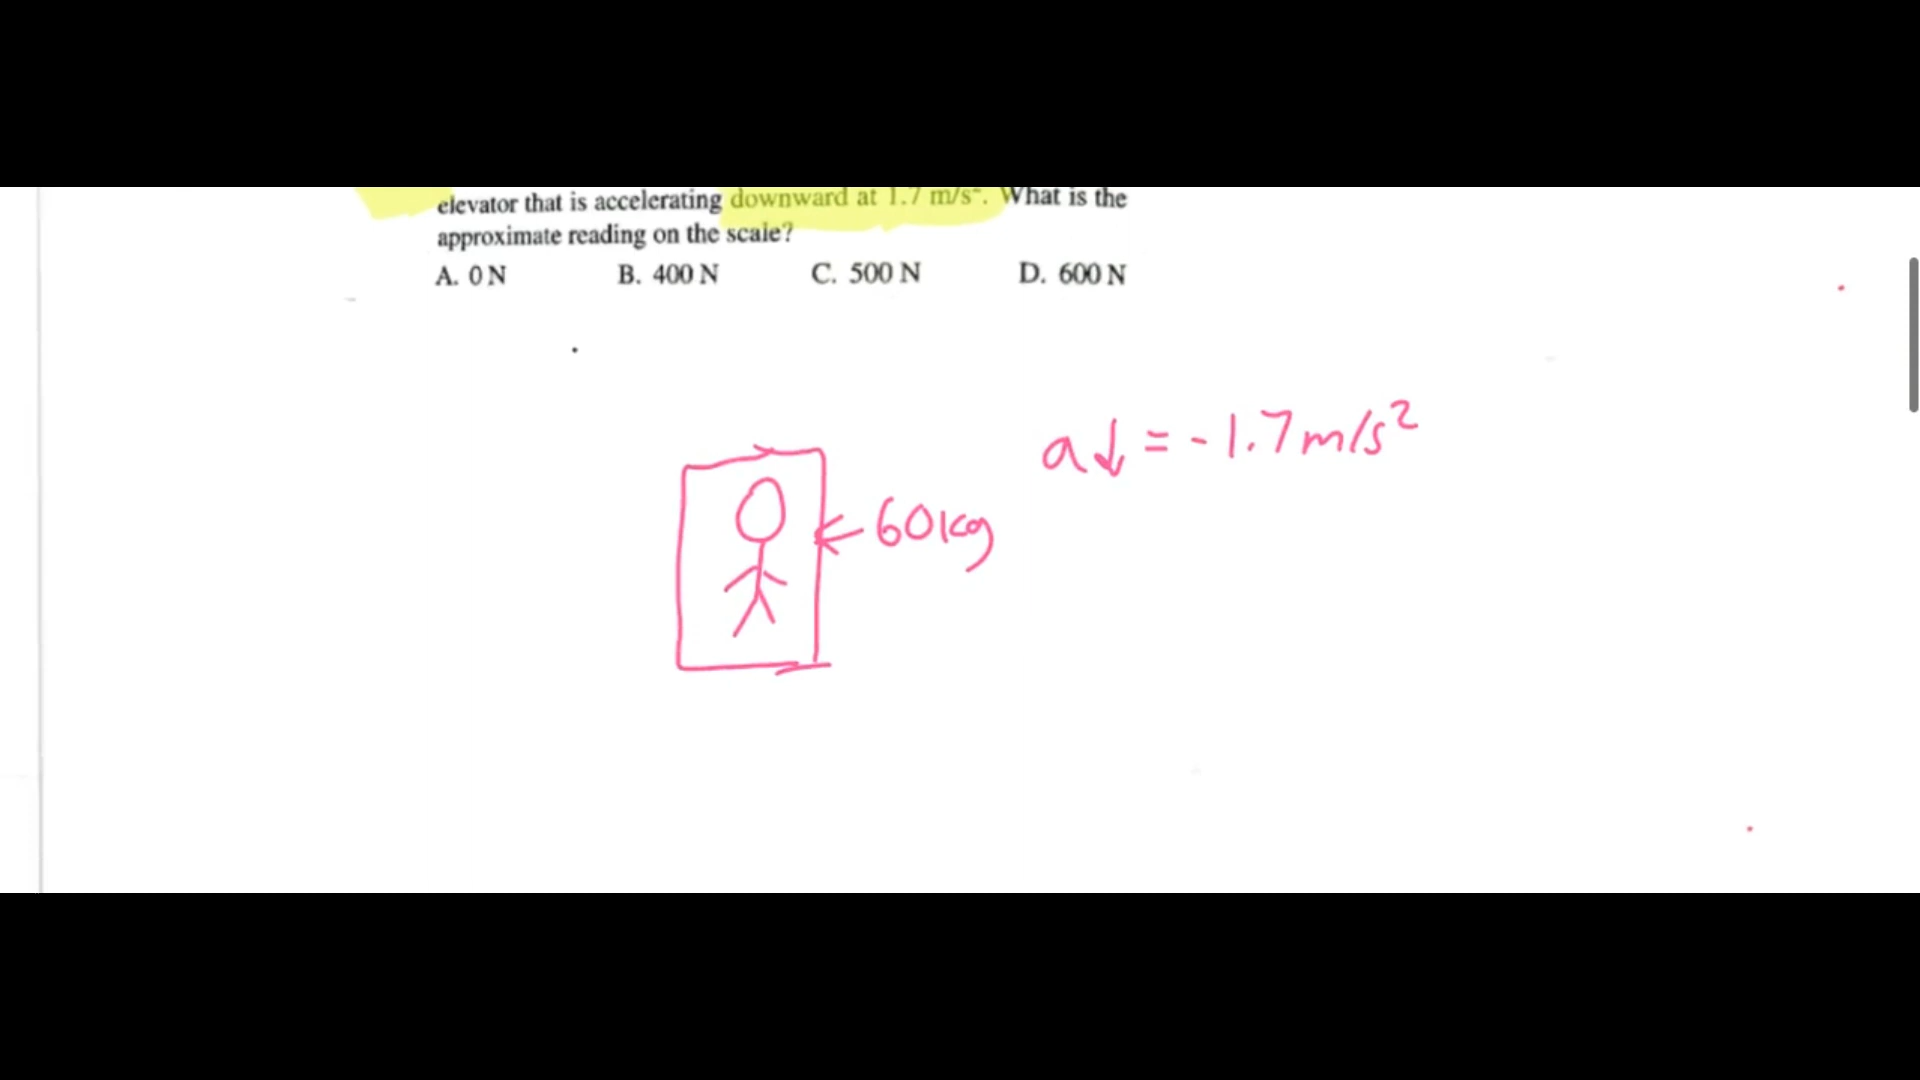 elevator that is accelerating downward at 1.7 m/s². What is the
approximate reading on the scale?
A. 0 N B. 400 N C. 500 N D. 600 N
a↓ = -1.7 m/s²
←60kg